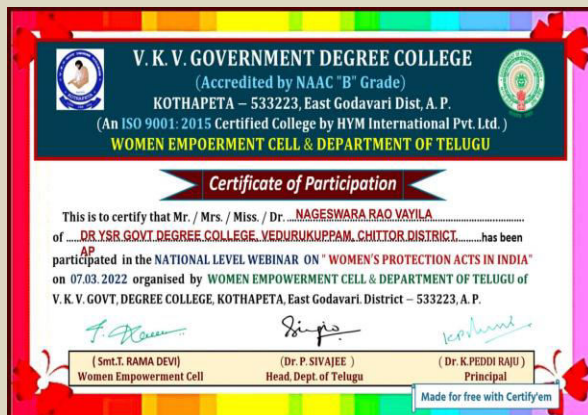 V. K. V. GOVERNMENT DEGREE COLLEGE
(Accredited by NAAC "B" Grade)
KOTHAPETA – 533223, East Godavari Dist, A. P.
(An ISO 9001: 2015 Certified College by HYM International Pvt. Ltd. )
WOMEN EMPOERMENT CELL & DEPARTMENT OF TELUGU
KOTHAPETA
Certificate of Participation
This is to certify that Mr. / Mrs. / Miss. / Dr. NAGESWARA RAO VAYILA
of DR YSR GOVT DEGREE COLLEGE, VEDURUKUPPAM, CHITTOR DISTRICT, has been
AP
participated in the NATIONAL LEVEL WEBINAR ON " WOMEN'S PROTECTION ACTS IN INDIA"
on 07.03. 2022 organised by WOMEN EMPOWERMENT CELL & DEPARTMENT OF TELUGU of
V. K. V. GOVT, DEGREE COLLEGE, KOTHAPETA, East Godavari. District – 533223, A. P.
( Smt.T. RAMA DEVI) (Dr. P. SIVAJEE ) ( Dr. K.PEDDI RAJU )
Women Empowerment Cell Head, Dept. of Telugu Principal
Made for free with Certify'em